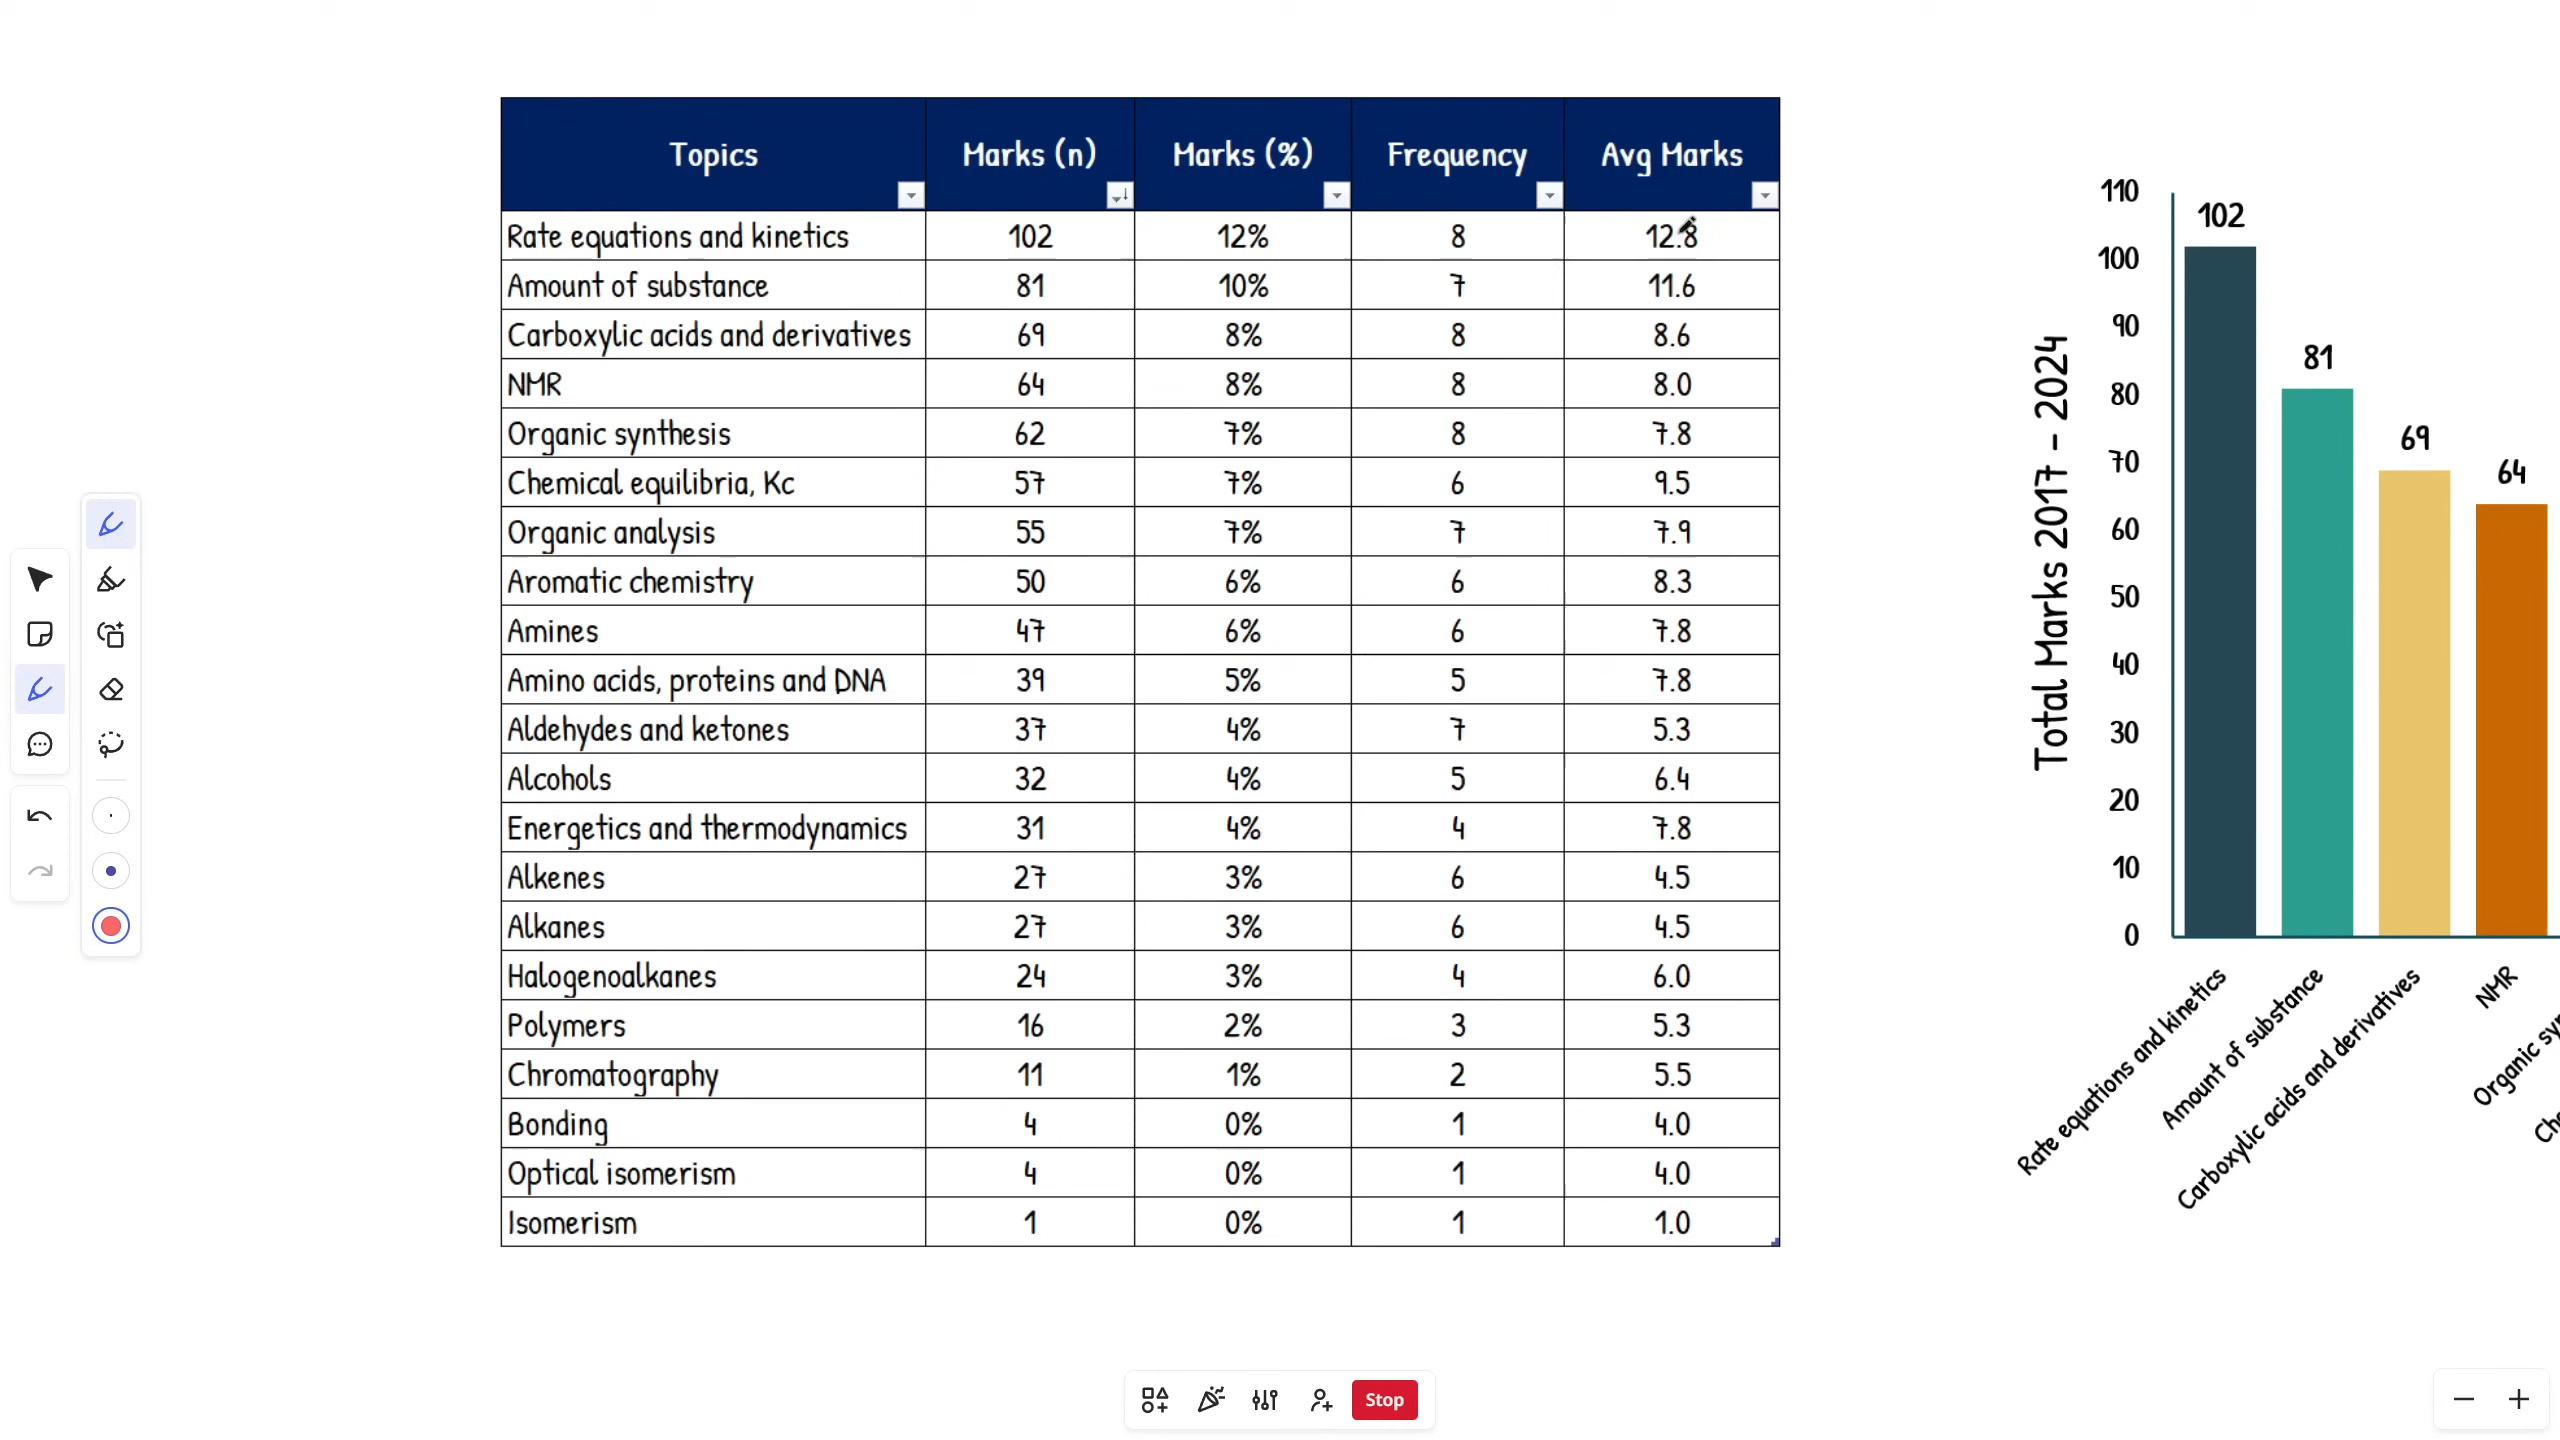 Topics Marks (n) Marks (%) Frequency Avg Marks
Rate equations and kinetics 102 12% 8 12.8
Amount of substance 81 10% 7 11.6
Carboxylic acids and derivatives 69 8% 8 8.6
NMR 64 8% 8 8.0
Organic synthesis 62 7% 8 7.8
Chemical equilibria, Kc 57 7% 6 9.5
Organic analysis 55 7% 7 7.9
Aromatic chemistry 50 6% 6 8.3
Amines 47 6% 6 7.8
Amino acids, proteins and DNA 39 5% 5 7.8
Aldehydes and ketones 37 4% 7 5.3
Alcohols 32 4% 5 6.4
Energetics and thermodynamics 31 4% 4 7.8
Alkenes 27 3% 6 4.5
Alkanes 27 3% 6 4.5
Halogenoalkanes 24 3% 4 6.0
Polymers 16 2% 3 5.3
Chromatography 11 1% 2 5.5
Bonding 4 0% 1 4.0
Optical isomerism 4 0% 1 4.0
Isomerism 1 0% 1 1.0
Total Marks 2017 - 2024
110
100
90
80
70
60
50
40
30
20
10
0
102
81
69
64
Rate equations and kinetics
Amount of substance
Carboxylic acids and derivatives
NMR
Organic
Stop